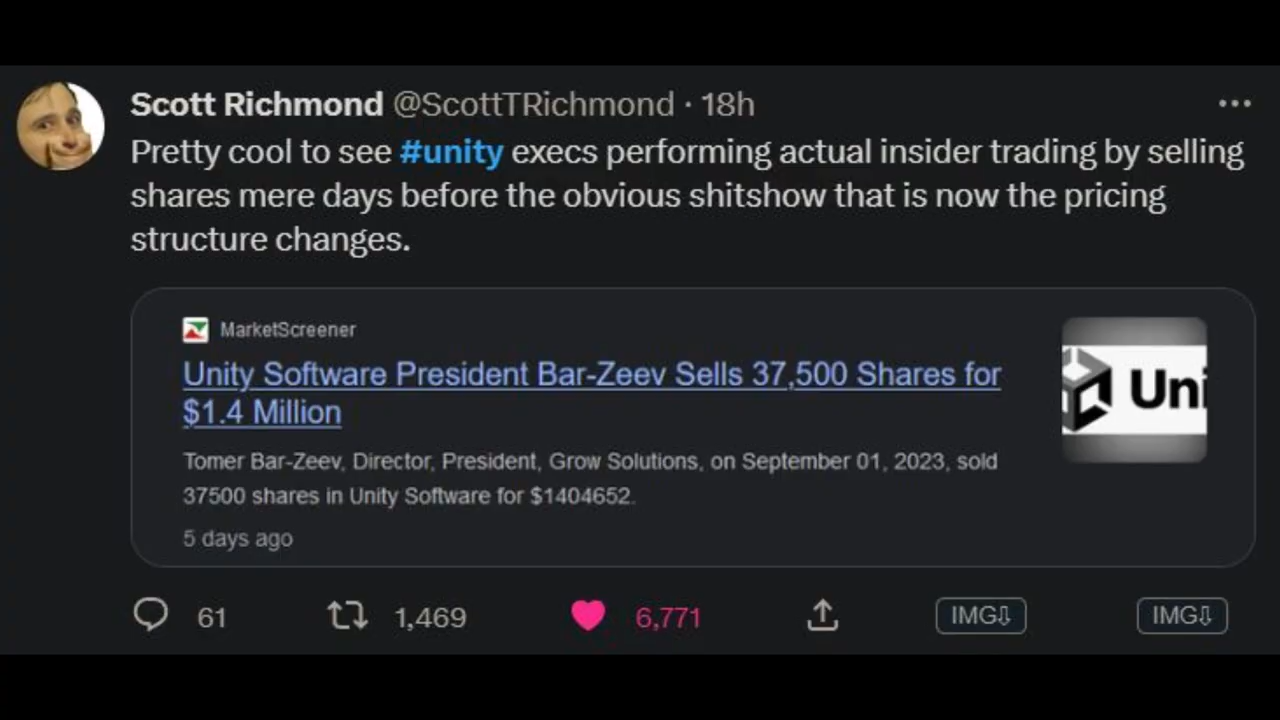 Scott Richmond @ScottTRichmond · 18h
Pretty cool to see #unity execs performing actual insider trading by selling
shares mere days before the obvious shitshow that is now the pricing
structure changes.
MarketScreener
Unity Software President Bar-Zeev Sells 37,500 Shares for
$1.4 Million
Uni
Tomer Bar-Zeev, Director, President, Grow Solutions, on September 01, 2023, sold
37500 shares in Unity Software for $1404652.
5 days ago
61 1,469 6,771 IMG⇩ IMG⇩